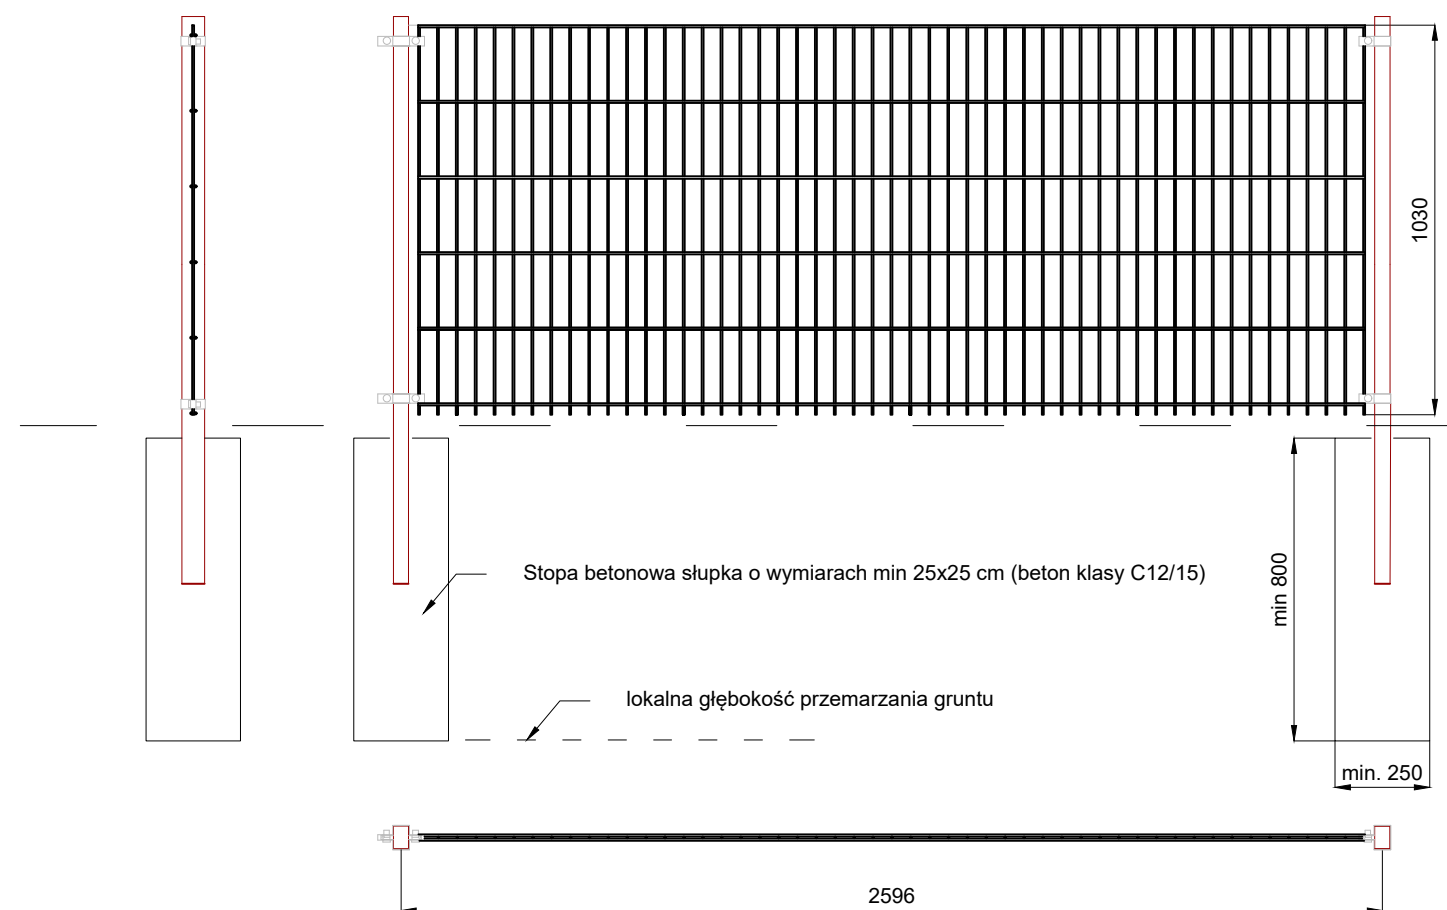 1030
Stopa betonowa słupka o wymiarach min 25x25 cm (beton klasy C12/15)
min 800
lokalna głębokość przemarzania gruntu
min. 250
2596